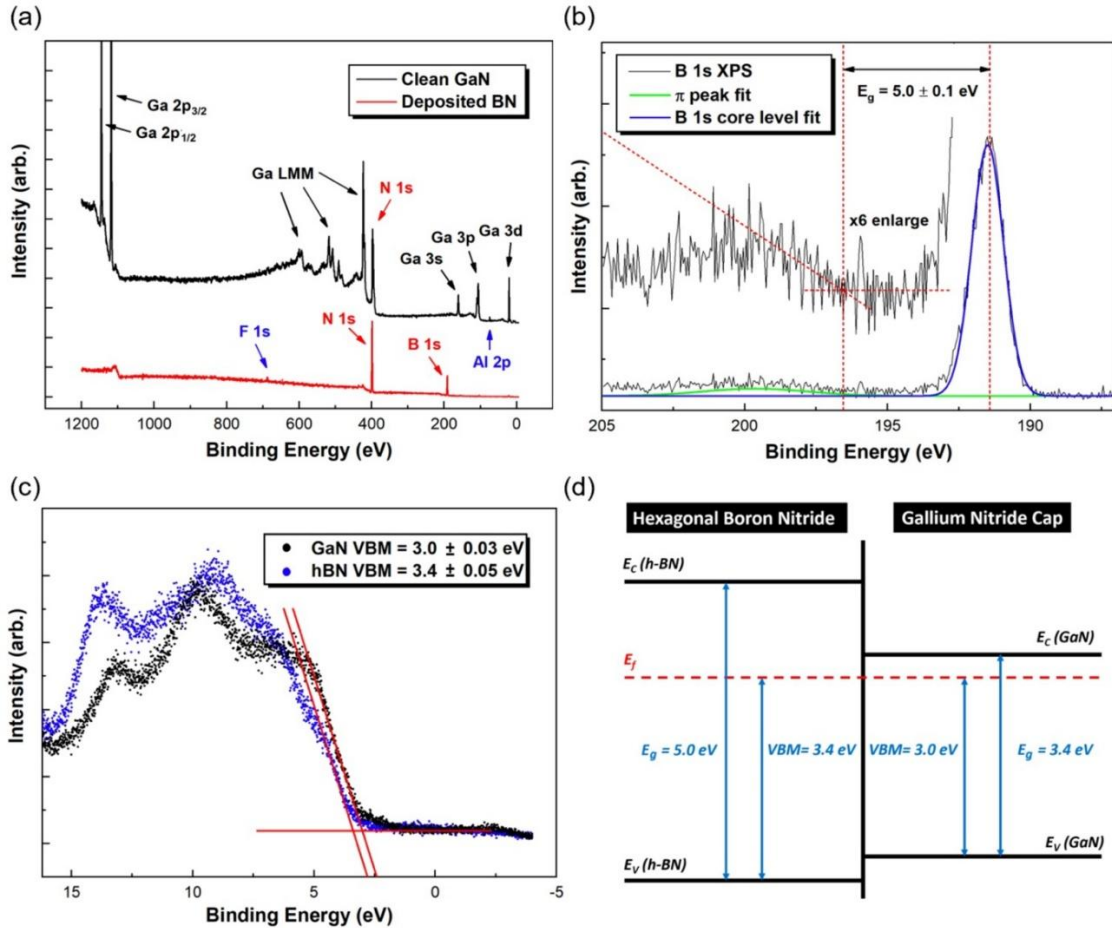 (a)
Clean GaN
Deposited BN
Ga 2p3/2
Ga 2p1/2
Ga LMM
N 1s
Ga 3s
Ga 3p
Ga 3d
F 1s
N 1s
B 1s
Al 2p
Intensity (arb.)
1200 1000 800 600 400 200 0
Binding Energy (eV)
(b)
B 1s XPS
π peak fit
B 1s core level fit
Eg = 5.0 ± 0.1 eV
x6 enlarge
Intensity (arb.)
205 200 195 190
Binding Energy (eV)
(c)
GaN VBM = 3.0 ± 0.03 eV
hBN VBM = 3.4 ± 0.05 eV
Intensity (arb.)
15 10 5 0 -5
Binding Energy (eV)
(d)
Hexagonal Boron Nitride
Gallium Nitride Cap
EC (h-BN)
EC (GaN)
Ef
Eg = 5.0 eV
VBM= 3.4 eV
VBM= 3.0 eV
Eg = 3.4 eV
EV (h-BN)
EV (GaN)